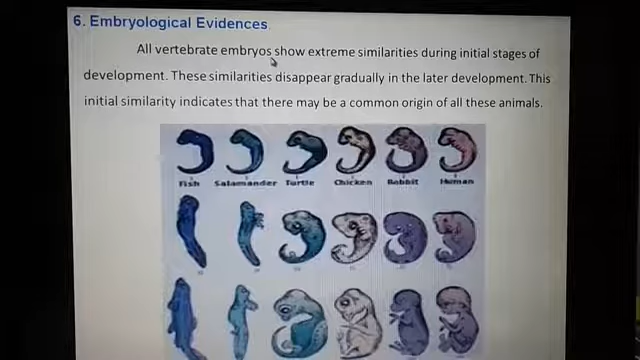 6. Embryological Evidences
All vertebrate embryos show extreme similarities during initial stages of
development. These similarities disappear gradually in the later development. This
initial similarity indicates that there may be a common origin of all these animals.
Fish Salamander Turtle Chicken Rabbit Human